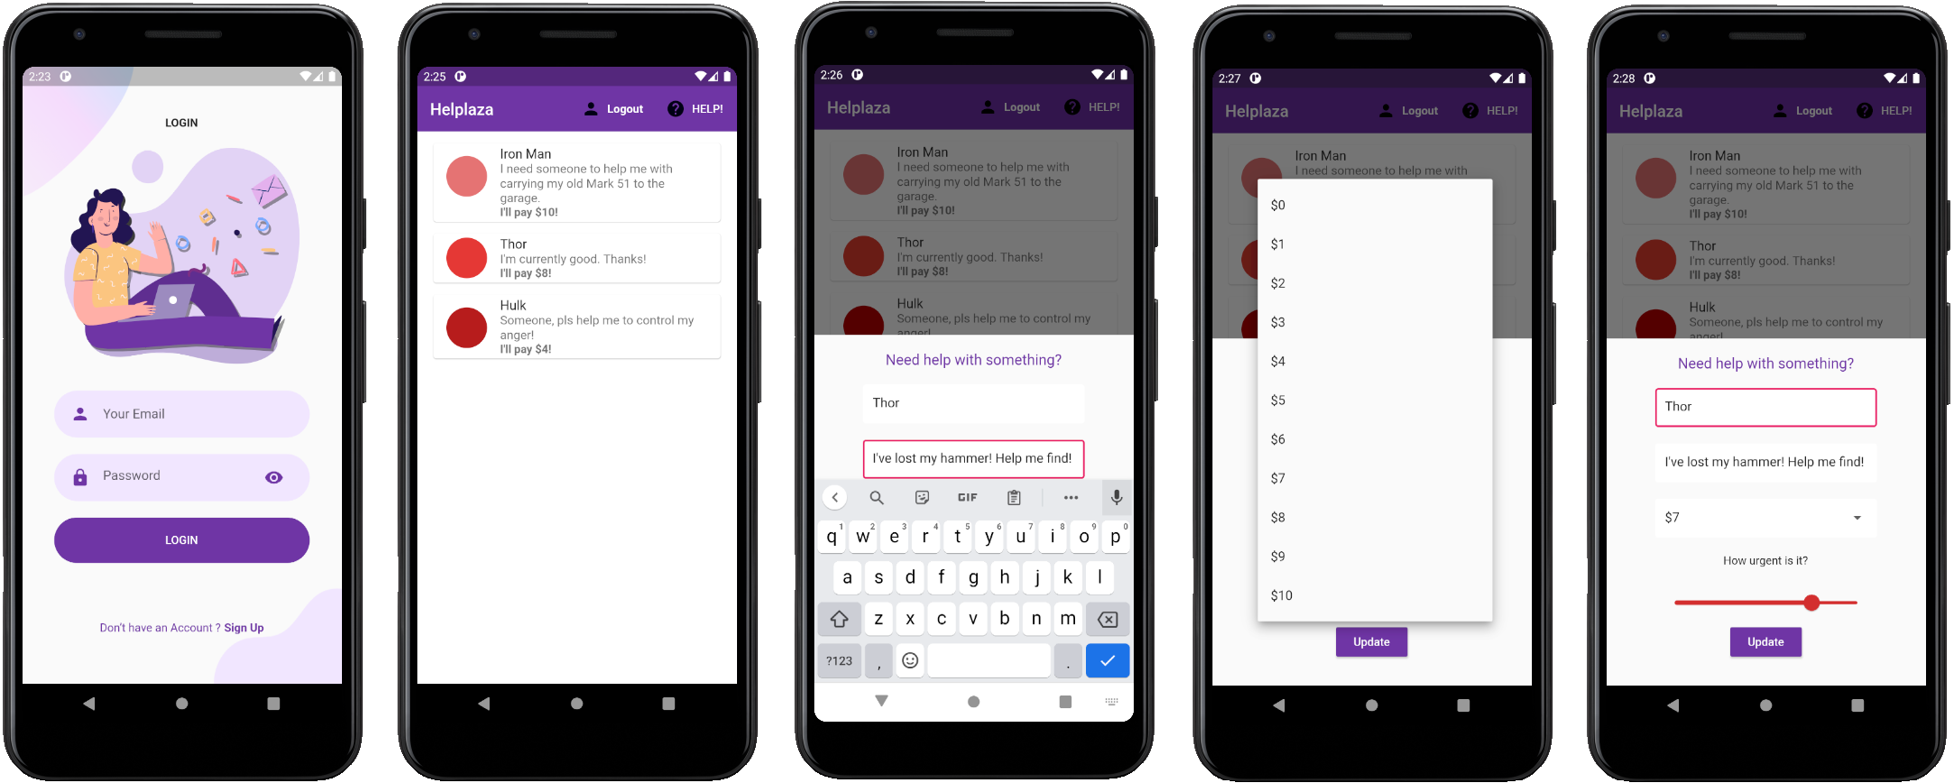 2:23
LOGIN
Your Email
Password
LOGIN
Don't have an Account ? Sign Up
2:25
Helplaza Logout HELP!
Iron Man
I need someone to help me with
carrying my old Mark 51 to the
garage.
I'll pay $10!
Thor
I'm currently good. Thanks!
I'll pay $8!
Hulk
Someone, pls help me to control my
anger!
I'll pay $4!
2:26
Helplaza Logout HELP!
Iron Man
I need someone to help me with
carrying my old Mark 51 to the
garage.
I'll pay $10!
Thor
I'm currently good. Thanks!
I'll pay $8!
Hulk
Someone, pls help me to control my
anger!
Need help with something?
Thor
I've lost my hammer! Help me find!
GIF
q1 w2 e3 r4 t5 y6 u7 i8 o9 p0
a s d f g h j k l
z x c v b n m
?123 , .
2:27
Helplaza Logout HELP!
Iron Man
I need someone to help me with
$0
$1
$2
$3
$4
$5
$6
$7
$8
$9
$10
Update
2:28
Helplaza Logout HELP!
Iron Man
I need someone to help me with
carrying my old Mark 51 to the
garage.
I'll pay $10!
Thor
I'm currently good. Thanks!
I'll pay $8!
Hulk
Someone, pls help me to control my
anger!
Need help with something?
Thor
I've lost my hammer! Help me find!
$7
How urgent is it?
Update